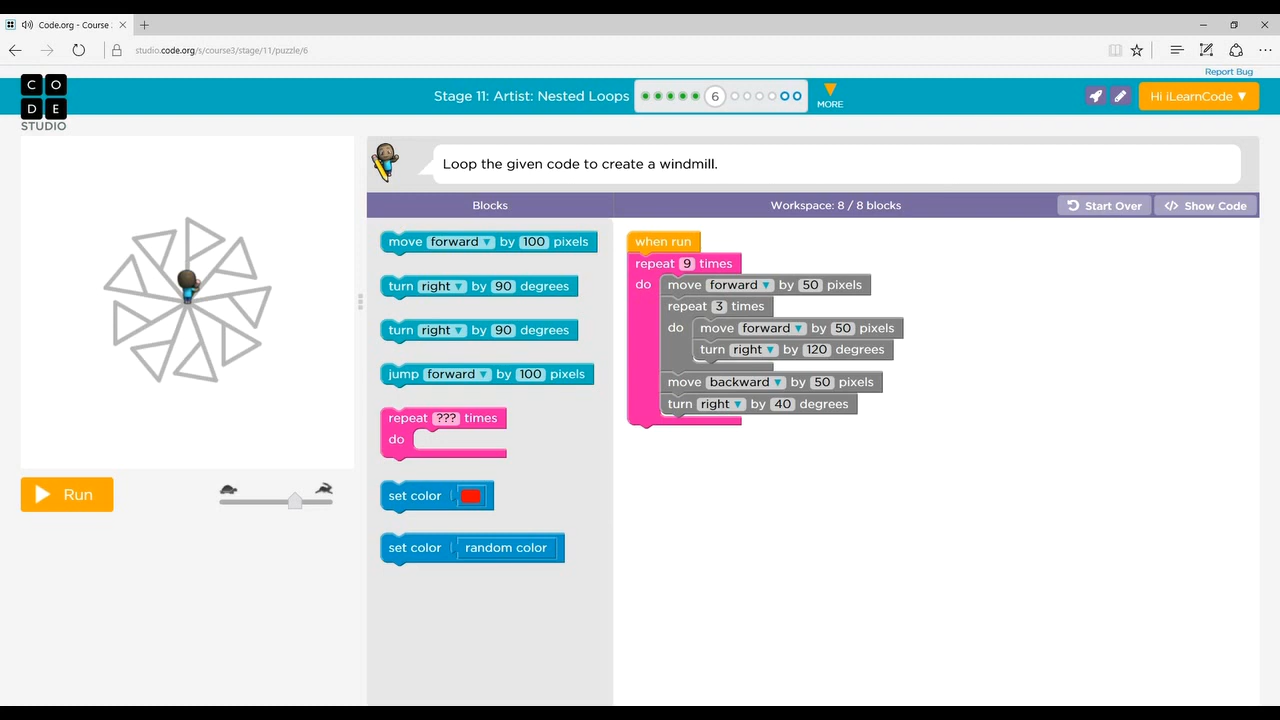 Code.org - Course
studio.code.org/s/course3/stage/11/puzzle/6
Report Bug
C O
D E
STUDIO
Stage 11: Artist: Nested Loops
6
MORE
Hi iLearnCode ▼
Loop the given code to create a windmill.
Blocks
Workspace: 8 / 8 blocks
Start Over
</> Show Code
move forward ▼ by 100 pixels
turn right ▼ by 90 degrees
turn right ▼ by 90 degrees
jump forward ▼ by 100 pixels
repeat ??? times
do
set color
set color random color
when run
repeat 9 times
do move forward ▼ by 50 pixels
repeat 3 times
do move forward ▼ by 50 pixels
turn right ▼ by 120 degrees
move backward ▼ by 50 pixels
turn right ▼ by 40 degrees
Run